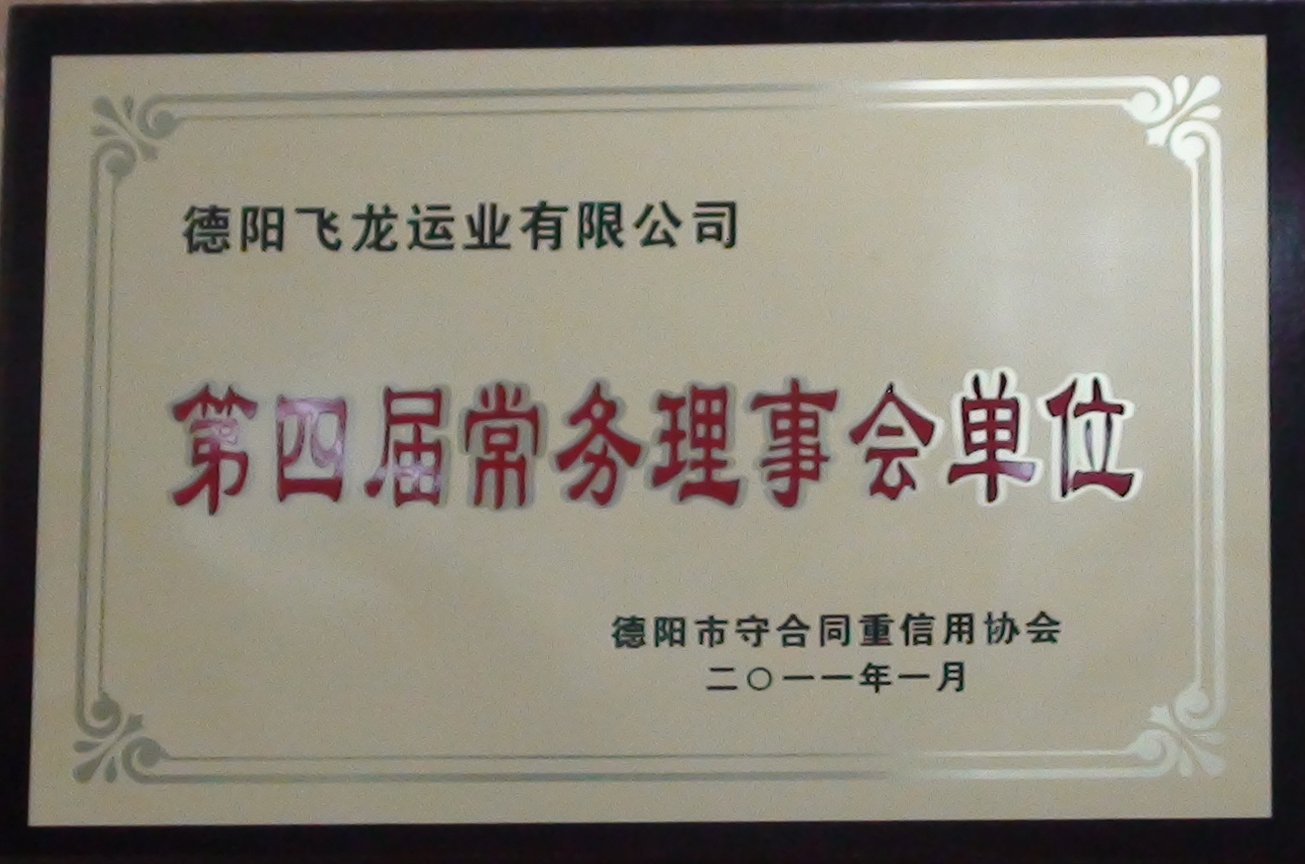 德阳飞龙运业有限公司
第四届常务理事会单位
德阳市守合同重信用协会
二〇一一年一月